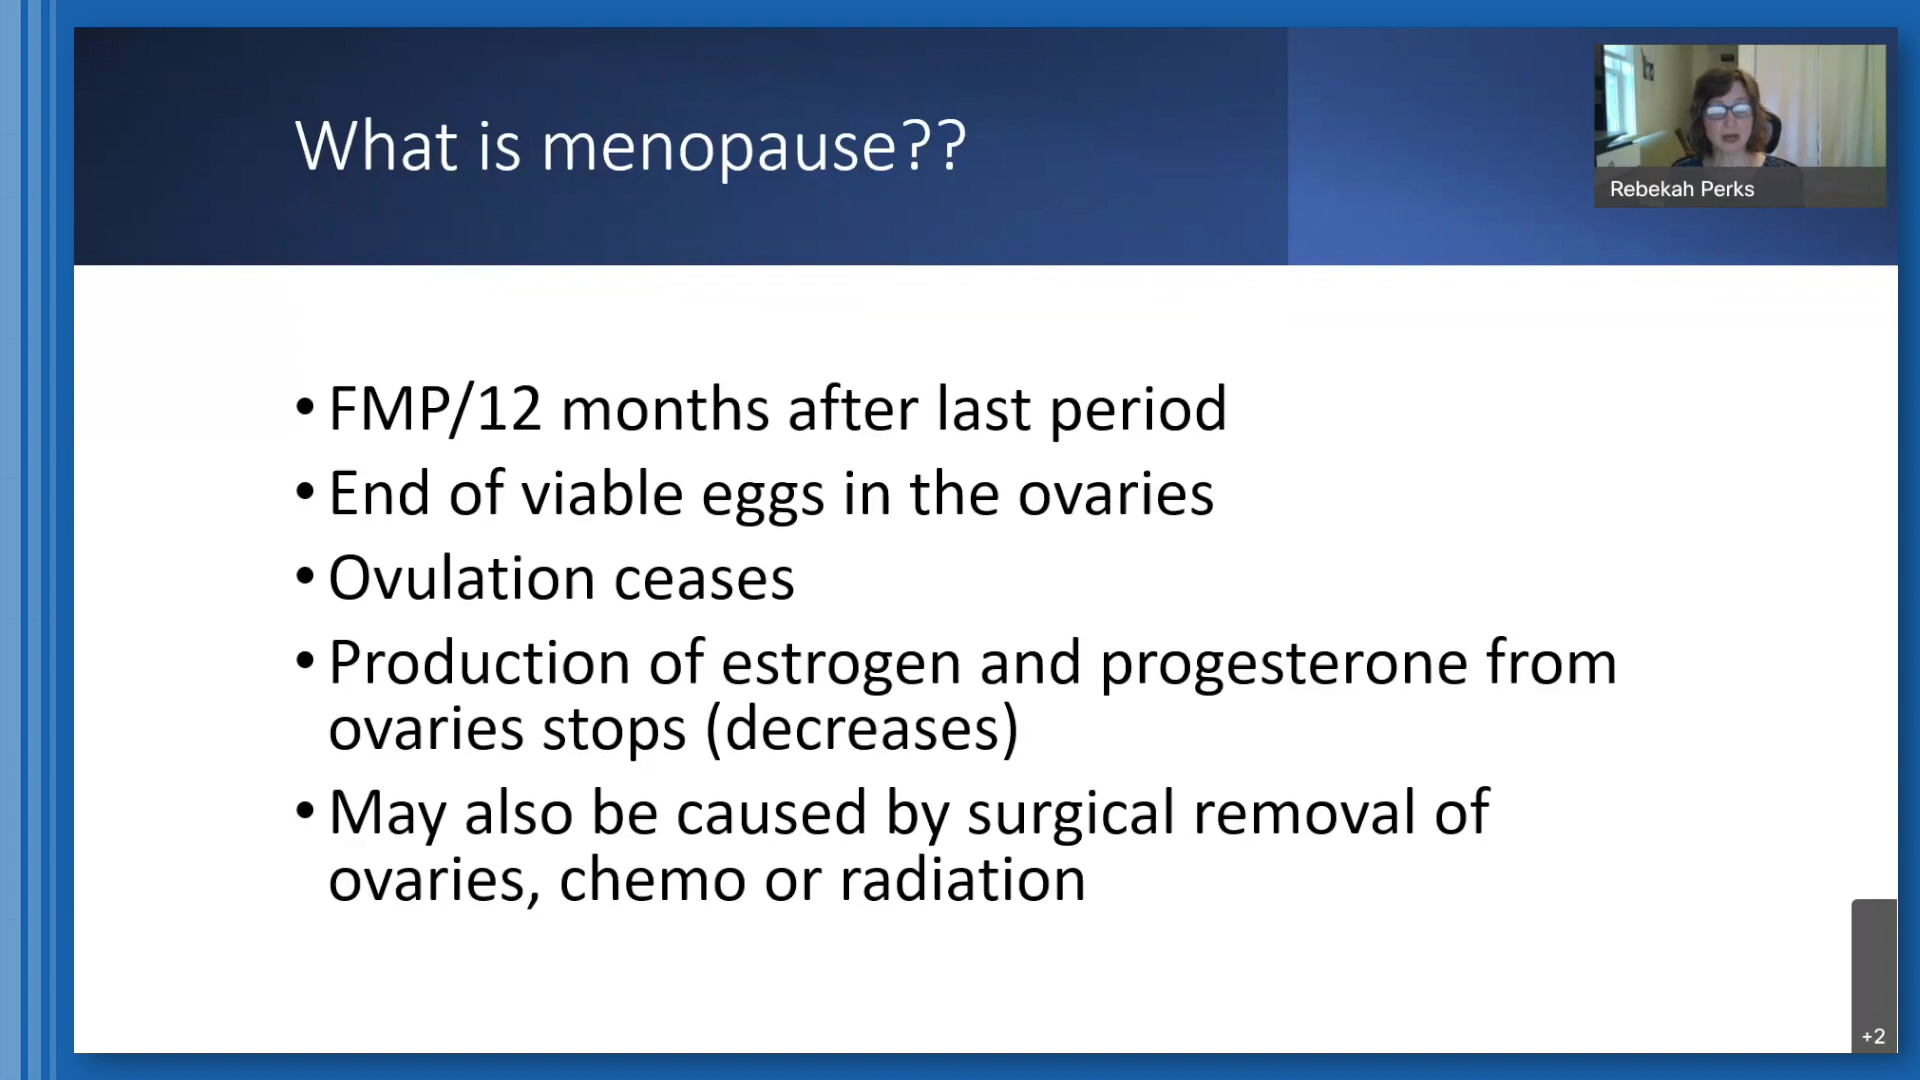 What is menopause??
Rebekah Perks
• FMP/12 months after last period
• End of viable eggs in the ovaries
• Ovulation ceases
• Production of estrogen and progesterone from
ovaries stops (decreases)
• May also be caused by surgical removal of
ovaries, chemo or radiation
+2